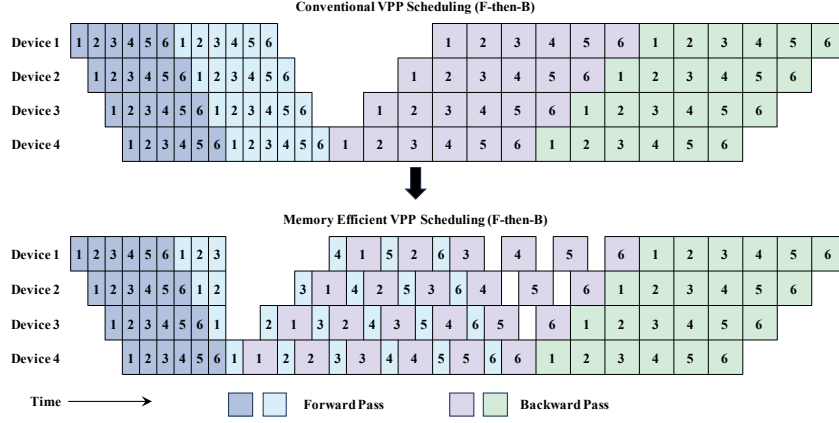 Conventional VPP Scheduling (F-then-B)
Device 1 1 2 3 4 5 6 1 2 3 4 5 6 1 2 3 4 5 6 1 2 3 4 5 6
Device 2 1 2 3 4 5 6 1 2 3 4 5 6 1 2 3 4 5 6 1 2 3 4 5 6
Device 3 1 2 3 4 5 6 1 2 3 4 5 6 1 2 3 4 5 6 1 2 3 4 5 6
Device 4 1 2 3 4 5 6 1 2 3 4 5 6 1 2 3 4 5 6 1 2 3 4 5 6
Memory Efficient VPP Scheduling (F-then-B)
Device 1 1 2 3 4 5 6 1 2 3 4 1 5 2 6 3 4 5 6 1 2 3 4 5 6
Device 2 1 2 3 4 5 6 1 2 3 1 4 2 5 3 6 4 5 6 1 2 3 4 5 6
Device 3 1 2 3 4 5 6 1 2 1 3 2 4 3 5 4 6 5 6 1 2 3 4 5 6
Device 4 1 2 3 4 5 6 1 1 2 2 3 3 4 4 5 5 6 6 1 2 3 4 5 6
Time Forward Pass Backward Pass